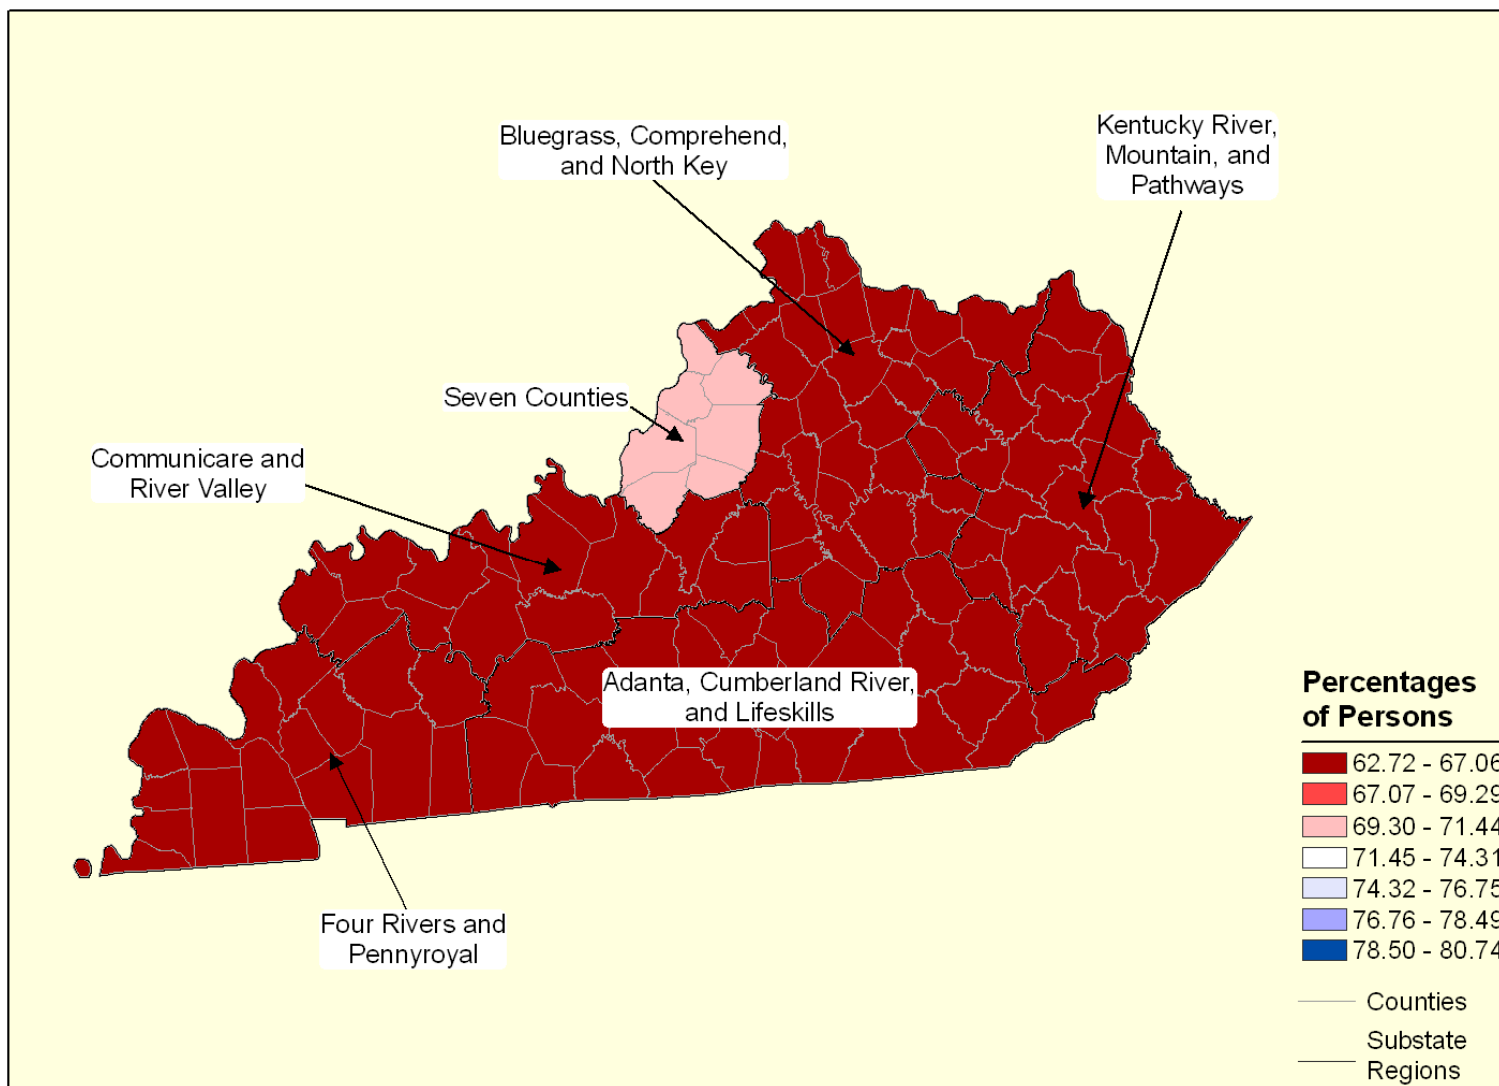 Bluegrass, Comprehend,
and North Key
Kentucky River,
Mountain, and
Pathways
Seven Counties
Communicare and
River Valley
Adanta, Cumberland River,
and Lifeskills
Four Rivers and
Pennyroyal
Percentages
of Persons
62.72 - 67.06
67.07 - 69.29
69.30 - 71.44
71.45 - 74.31
74.32 - 76.75
76.76 - 78.49
78.50 - 80.74
Counties
Substate
Regions